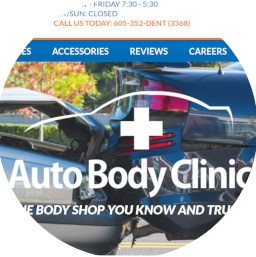 - FRIDAY 7:30 - 5:30
/SUN: CLOSED
CALL US TODAY: 605-352-DENT (3368)
ES ACCESSORIES REVIEWS CAREERS
Auto Body Clinic
HE BODY SHOP YOU KNOW AND TRU